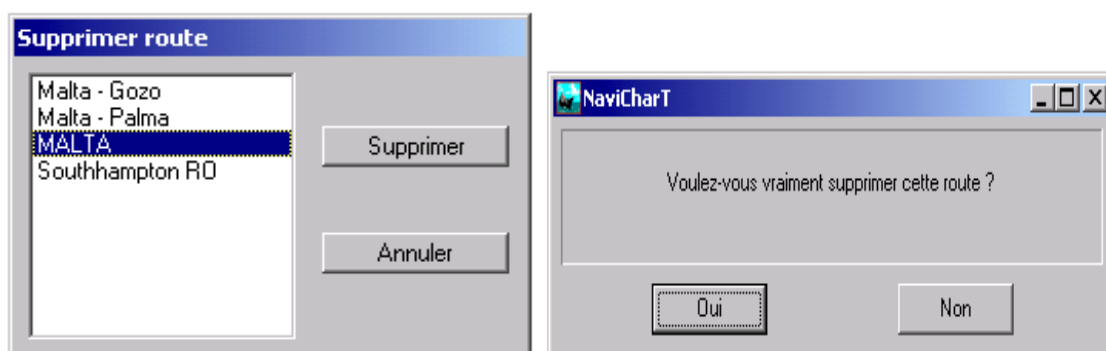 Supprimer route
Malta - Gozo
Malta - Palma
MALTA
Southhampton RO
Supprimer
Annuler
NaviCharT
Voulez-vous vraiment supprimer cette route ?
Oui
Non